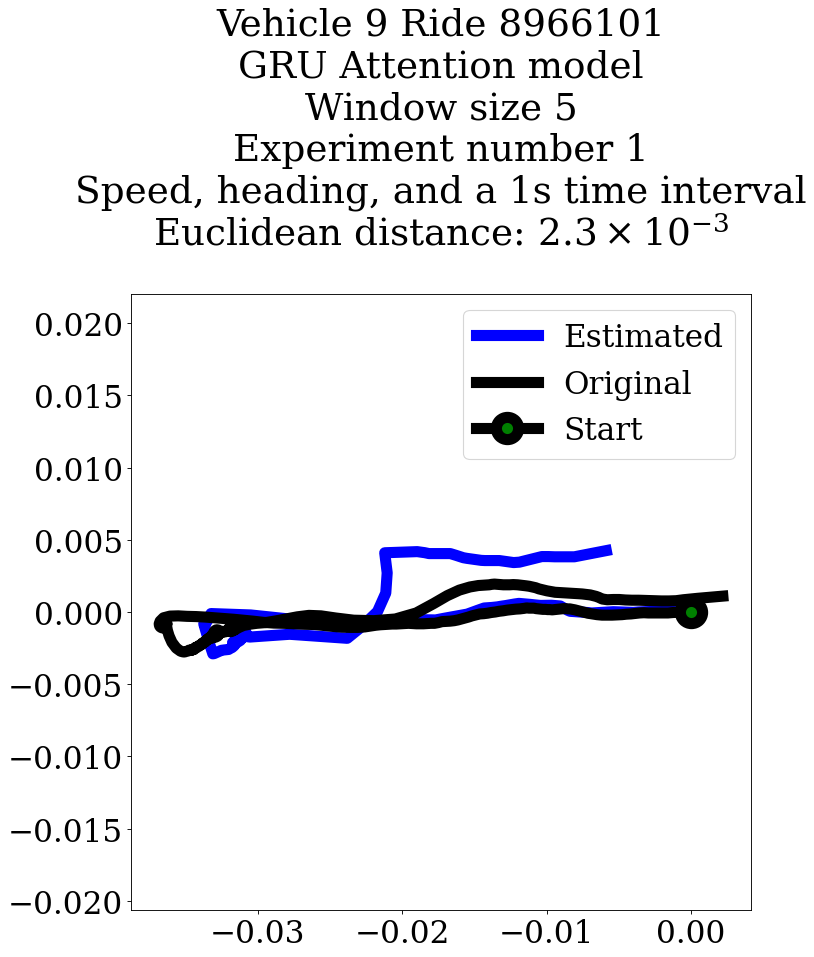 Vehicle 9 Ride 8966101
GRU Attention model
Window size 5
Experiment number 1
Speed, heading, and a 1s time interval
Euclidean distance: 2.3 × 10⁻³
Estimated
Original
Start
0.020
0.015
0.010
0.005
0.000
−0.005
−0.010
−0.015
−0.020
−0.03 −0.02 −0.01 0.00